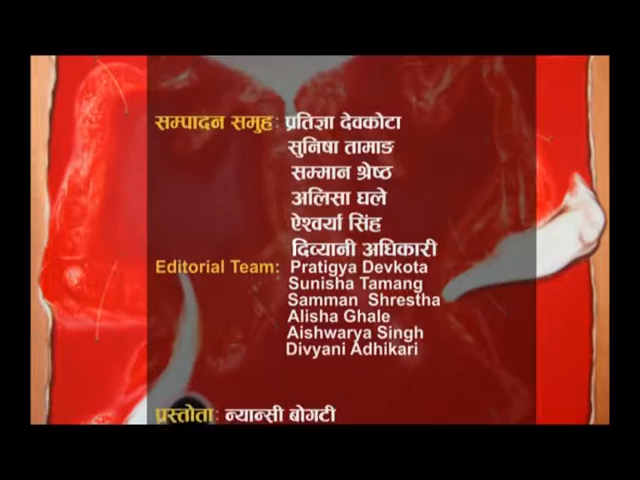 सम्पादन समुह: प्रतिज्ञा देवकोटा
सुनिषा तामाङ
सम्मान श्रेष्ठ
अलिसा घले
ऐश्वर्या सिंह
दिव्यानी अधिकारी
Editorial Team: Pratigya Devkota
Sunisha Tamang
Samman Shrestha
Alisha Ghale
Aishwarya Singh
Divyani Adhikari
प्रस्तोता: न्यान्सी बोगटी